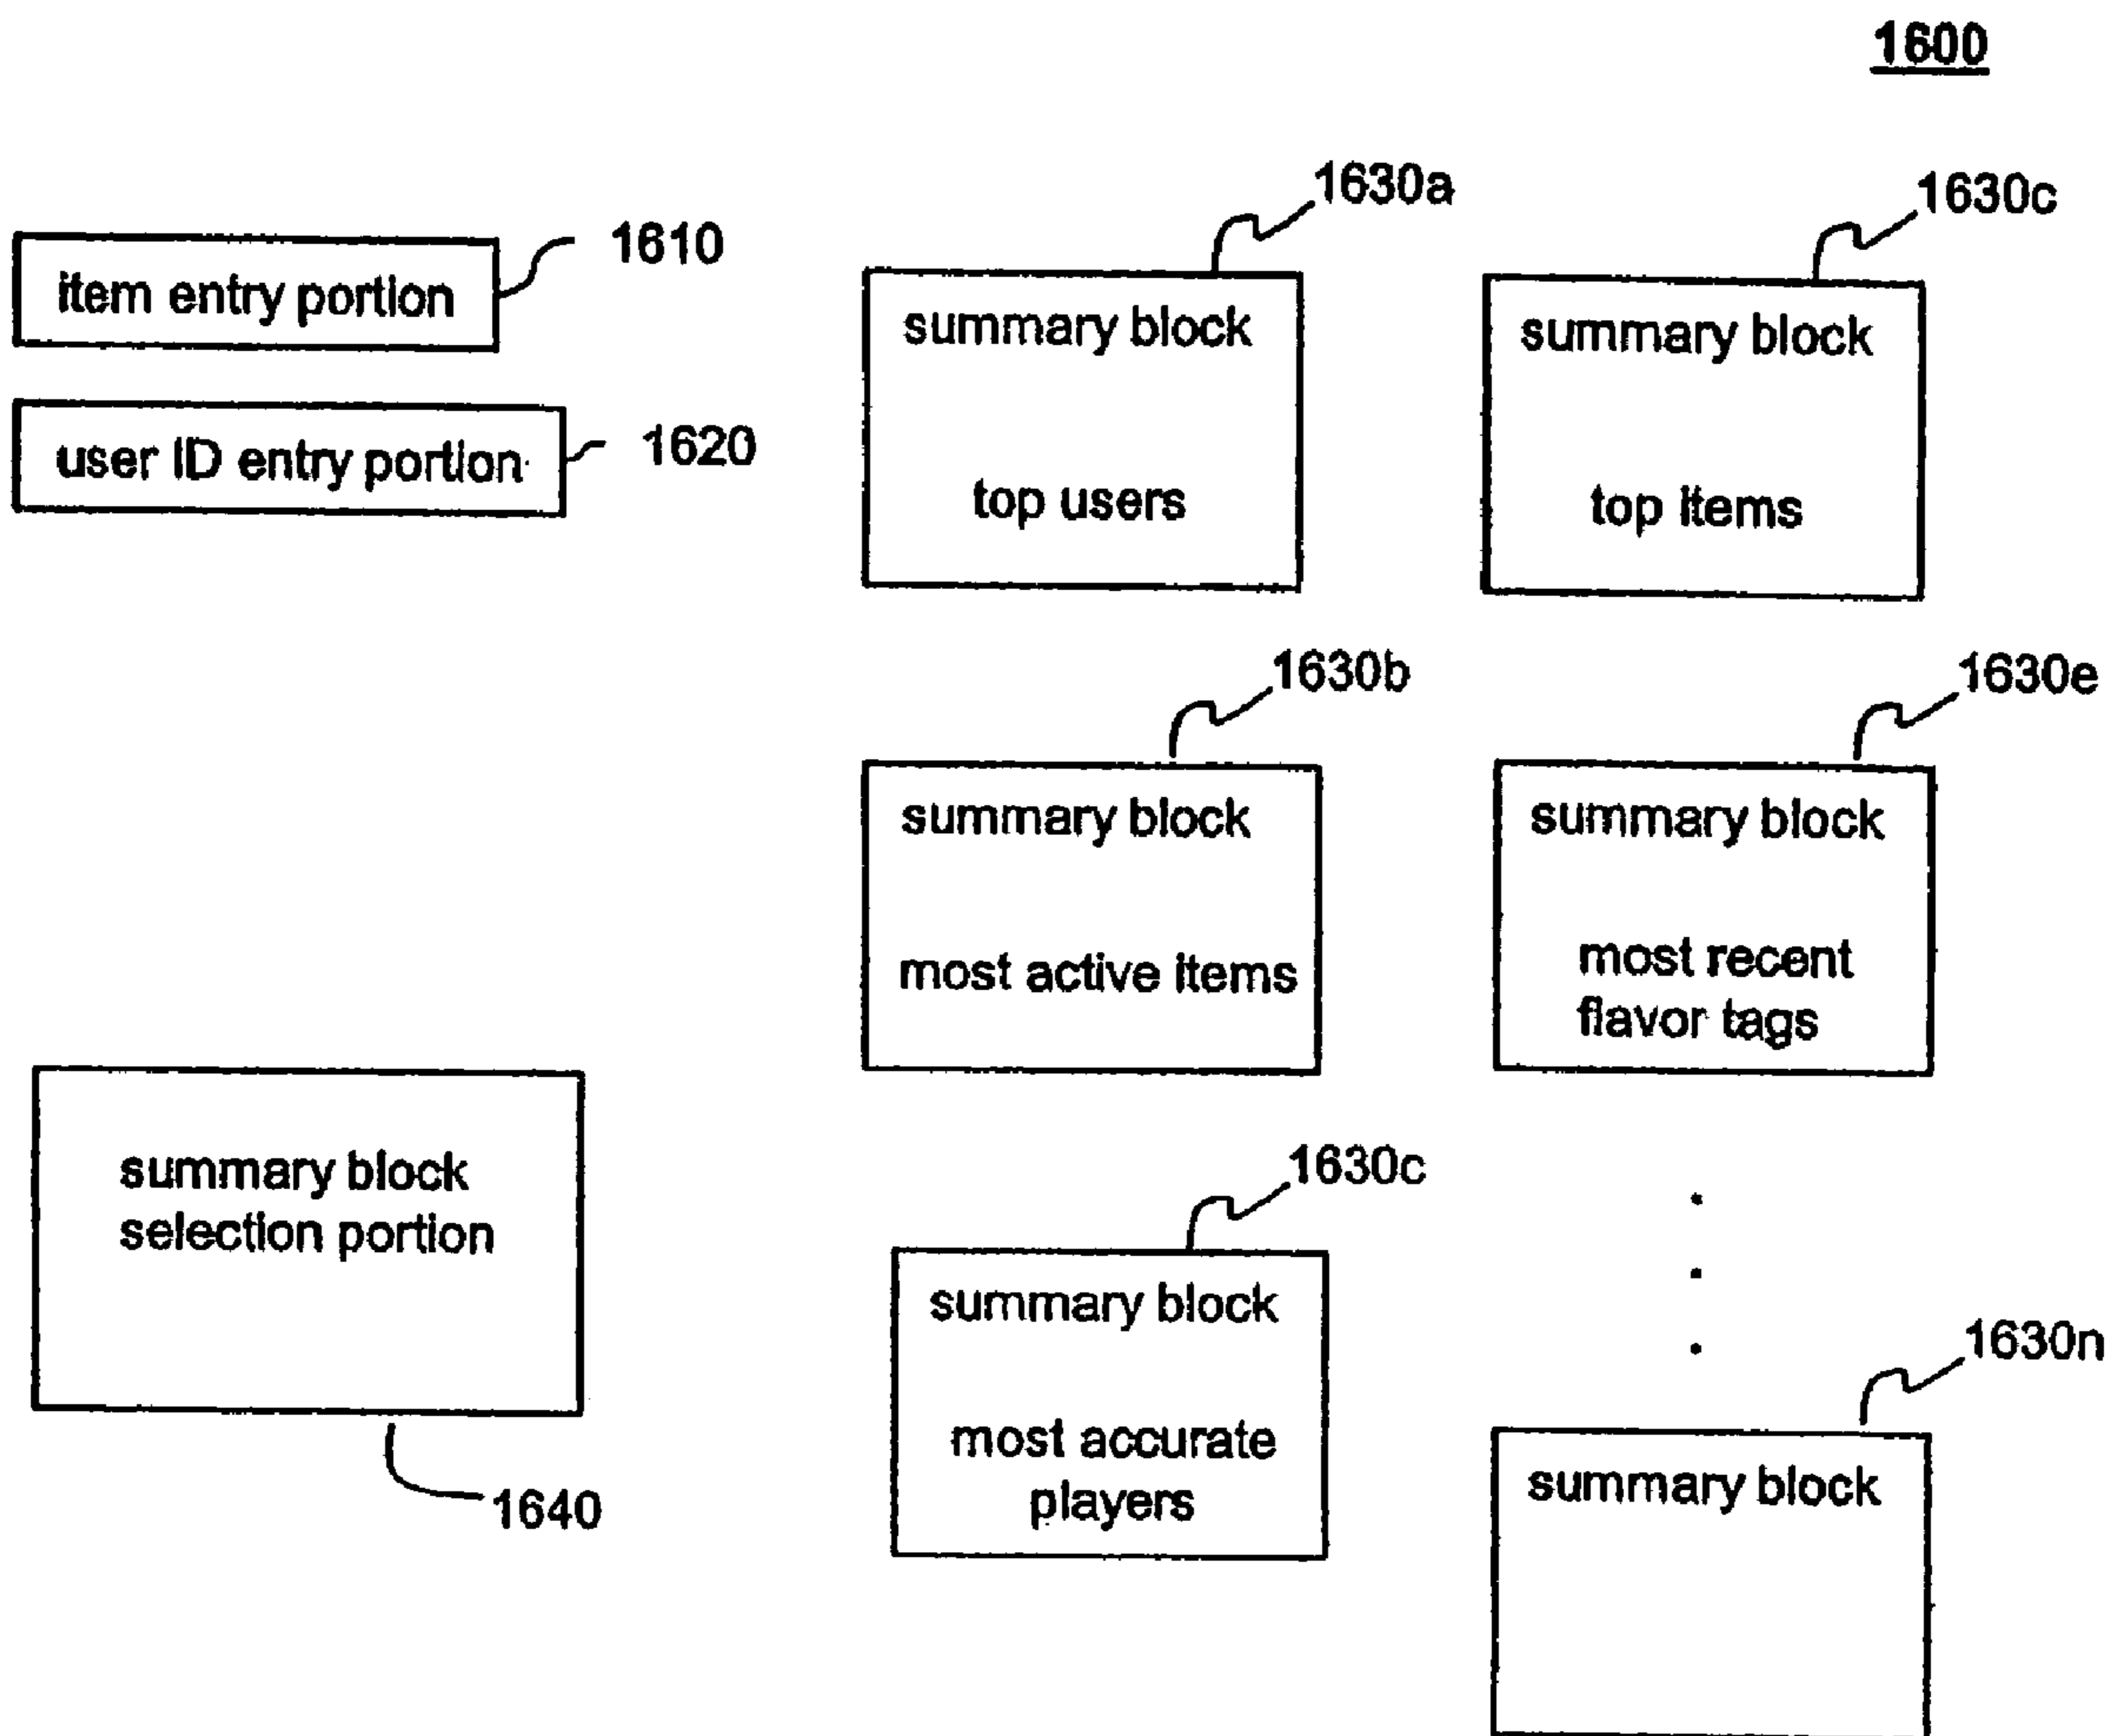 1600
1610
item entry portion
1620
user ID entry portion
1630a
summary block
top users
1630c
summary block
top items
1630b
summary block
most active items
1630e
summary block
most recent
flavor tags
summary block
selection portion
1640
1630c
summary block
most accurate
players
.
.
.
1630n
summary block